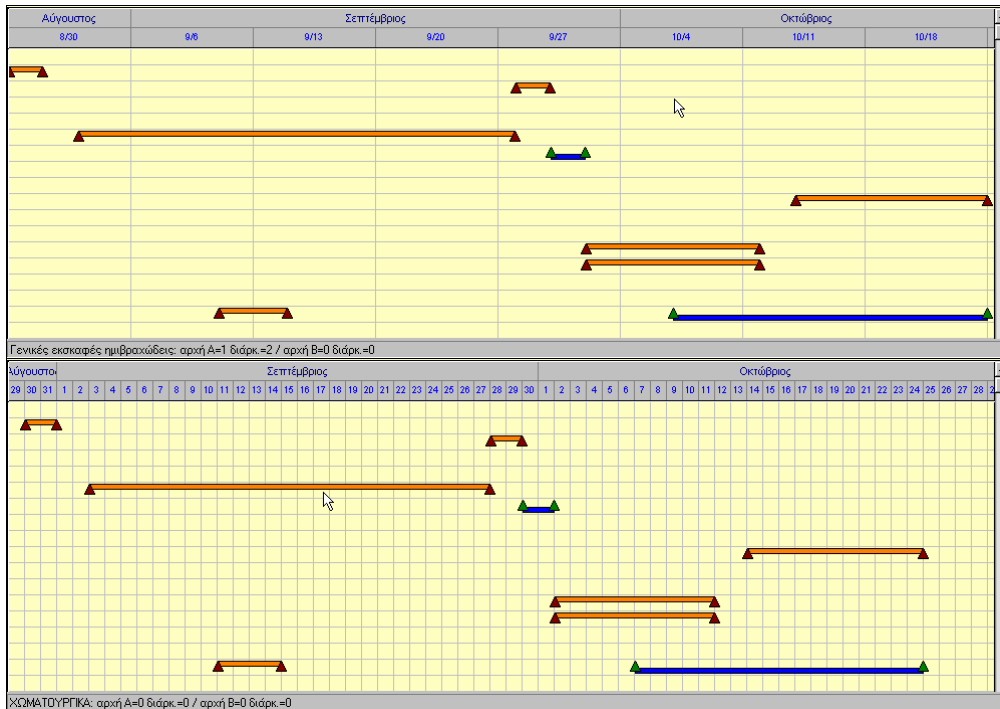 Αύγουστος Σεπτέμβριος Οκτώβριος
8/30 9/6 9/13 9/20 9/27 10/4 10/11 10/18
Γενικές εκσκαφές ημιβραχώδεις: αρχή Α=1 διάρκ.=2 / αρχή Β=0 διάρκ.=0
Αύγουστο Σεπτέμβριος Οκτώβριος
29 30 31 1 2 3 4 5 6 7 8 9 10 11 12 13 14 15 16 17 18 19 20 21 22 23 24 25 26 27 28 29 30 1 2 3 4 5 6 7 8 9 10 11 12 13 14 15 16 17 18 19 20 21 22 23 24 25 26 27 28 2
ΧΩΜΑΤΟΥΡΓΙΚΑ: αρχή Α=0 διάρκ.=0 / αρχή Β=0 διάρκ.=0